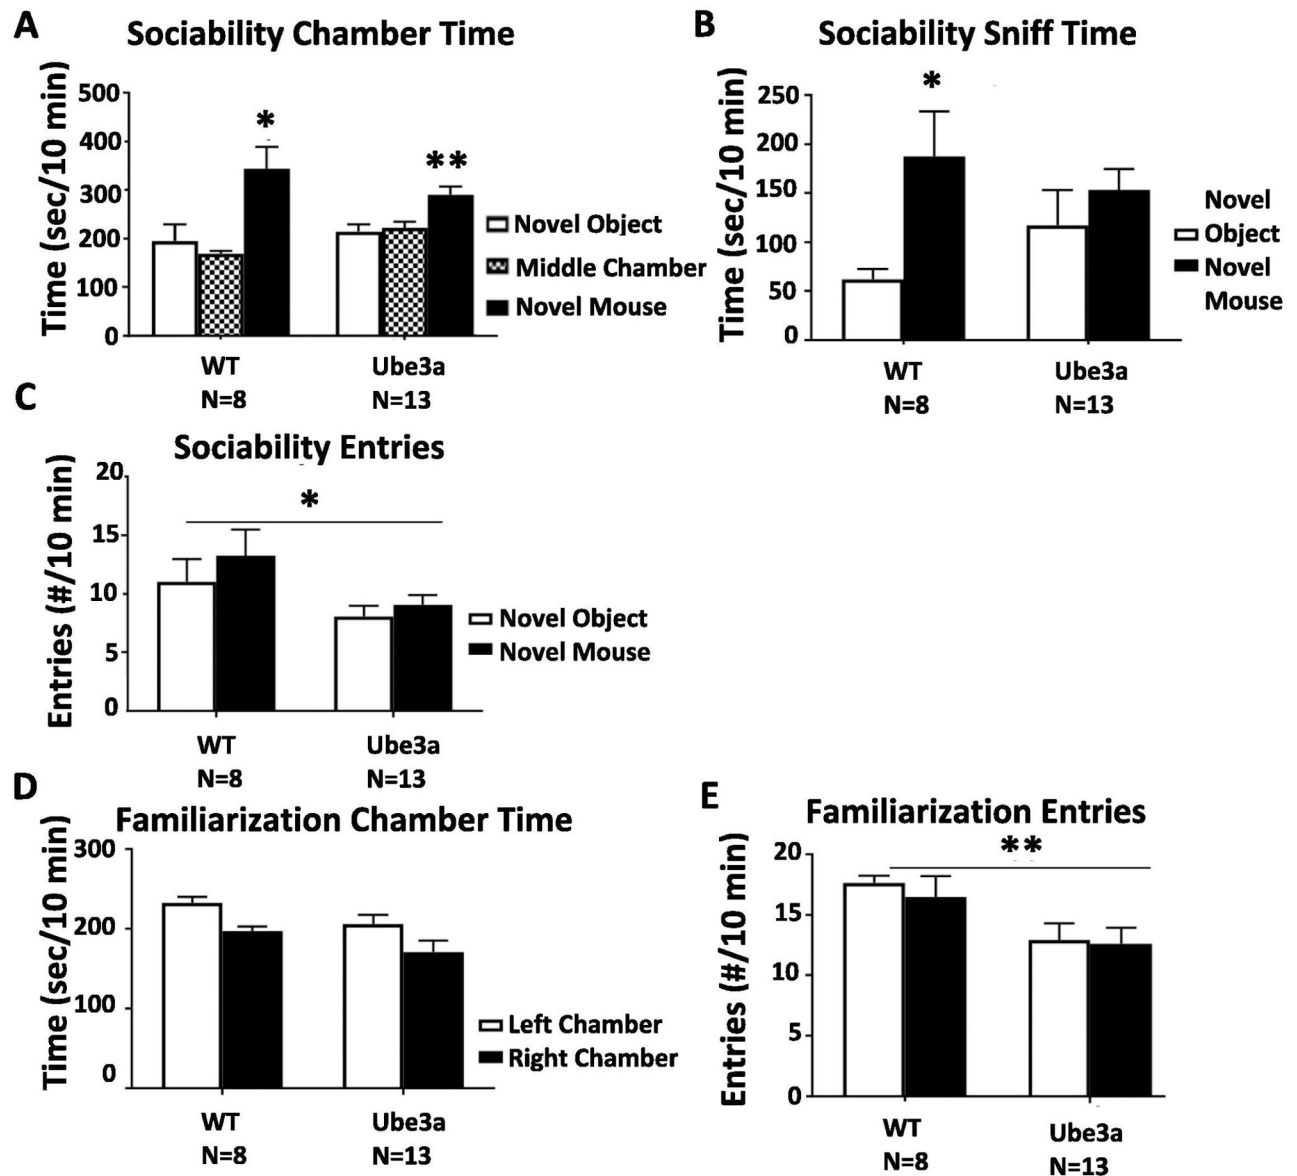 A
Sociability Chamber Time
Time (sec/10 min)
500
400
300
200
100
0
*
**
Novel Object
Middle Chamber
Novel Mouse
WT
N=8
Ube3a
N=13
B
Sociability Sniff Time
Time (sec/10 min)
250
200
150
100
50
0
*
Novel
Object
Novel
Mouse
WT
N=8
Ube3a
N=13
C
Sociability Entries
Entries (#/10 min)
20
15
10
5
0
*
Novel Object
Novel Mouse
WT
N=8
Ube3a
N=13
D
Familiarization Chamber Time
Time (sec/10 min)
300
200
100
0
Left Chamber
Right Chamber
WT
N=8
Ube3a
N=13
E
Familiarization Entries
Entries (#/10 min)
20
15
10
5
0
**
WT
N=8
Ube3a
N=13